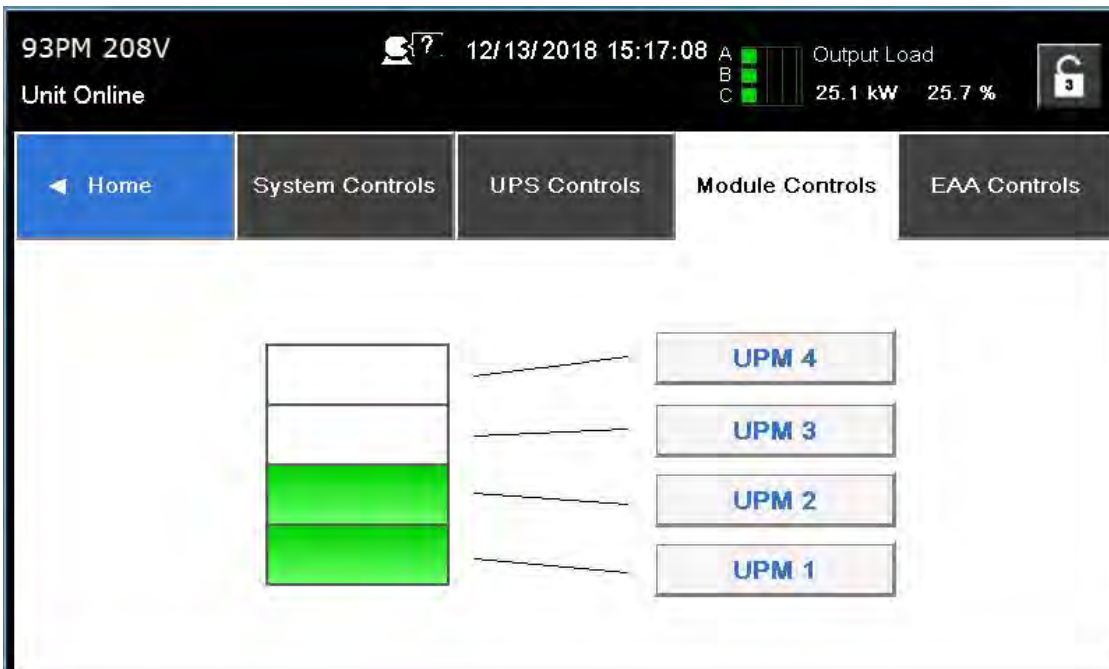 93PM 208V
? 12/13/2018 15:17:08
A
B
C
Output Load
25.1 kW 25.7 %
3
Unit Online
◄ Home
System Controls
UPS Controls
Module Controls
EAA Controls
UPM 4
UPM 3
UPM 2
UPM 1